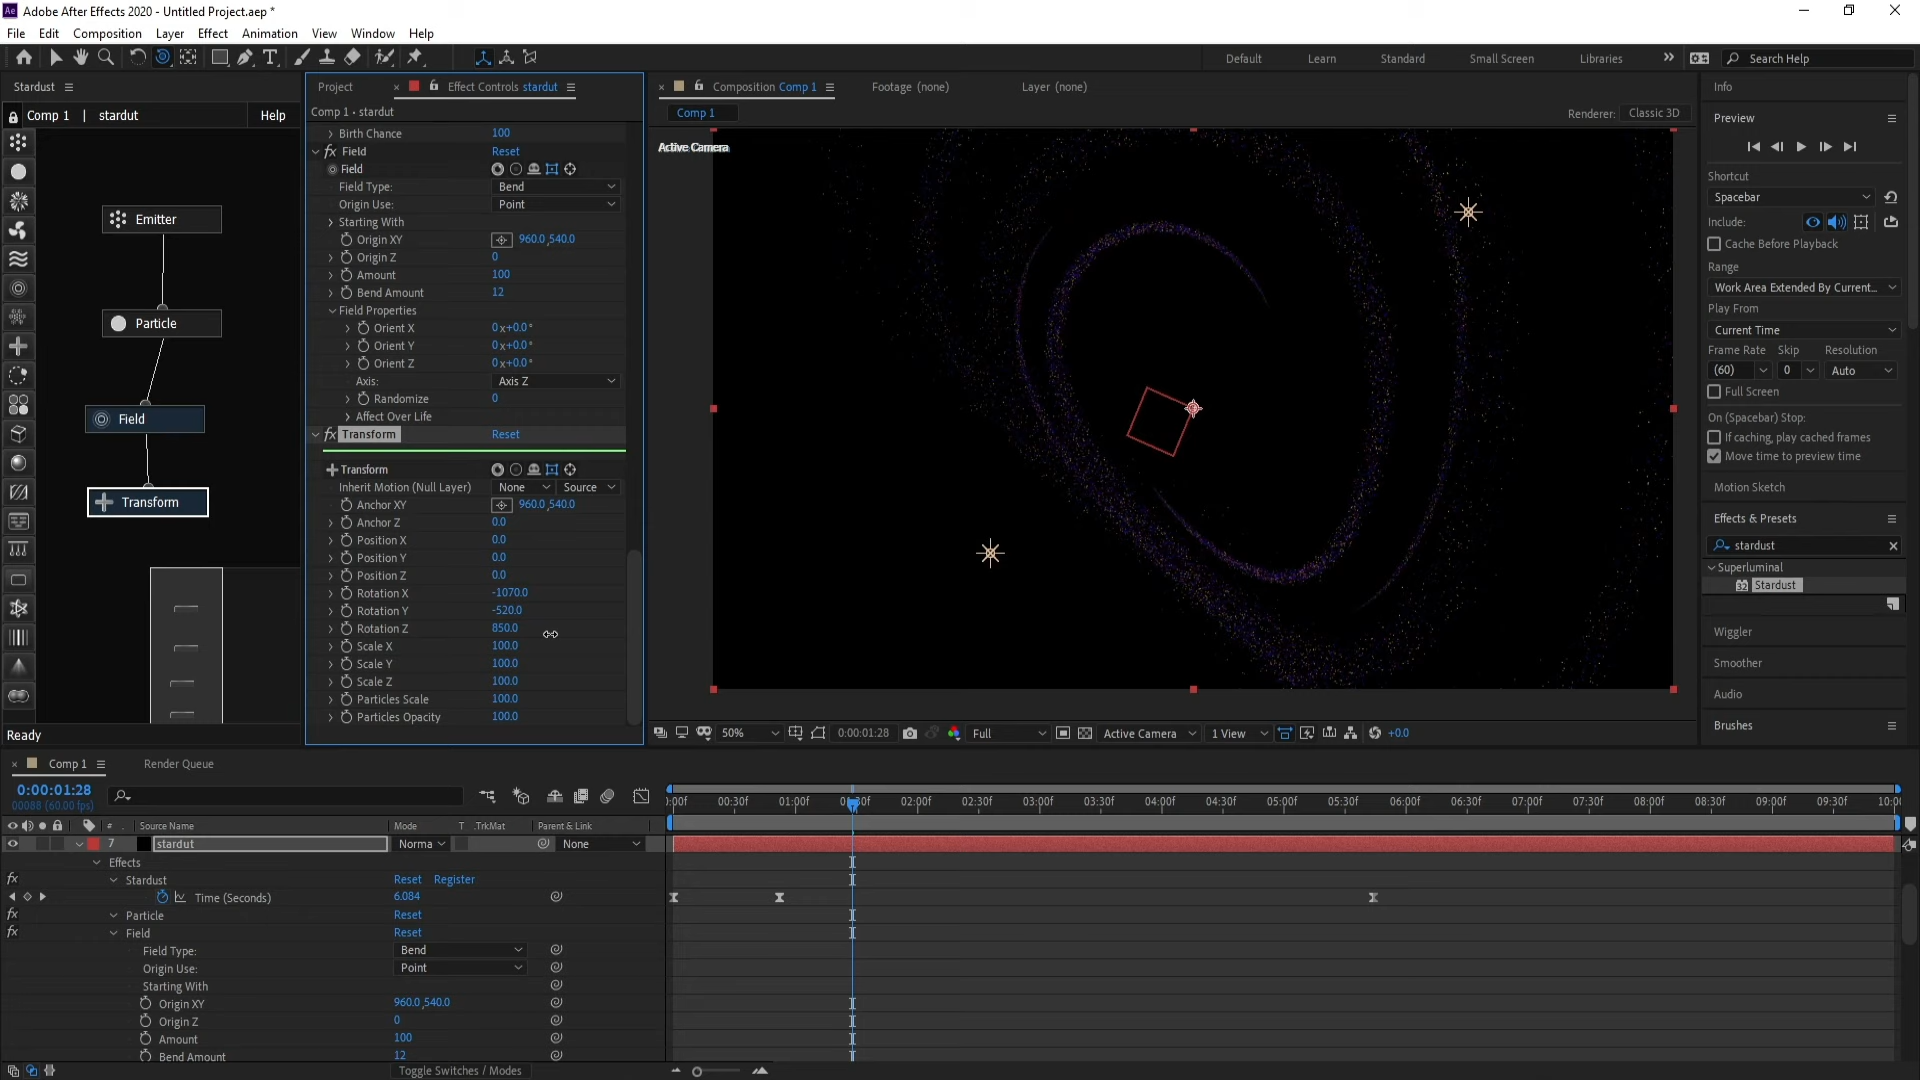 Adobe After Effects 2020 - Untitled Project.aep *
File Edit Composition Layer Effect Animation View Window Help
Default Learn Standard Small Screen Libraries Search Help
Stardust
Comp 1 | stardut Help
Emitter
Particle
Field
Transform
Ready
Project Effect Controls stardut
Comp 1 • stardut
Birth Chance 100
fx Field Reset
Field
Field Type: Bend
Origin Use: Point
Starting With
Origin XY 960.0,540.0
Origin Z 0
Amount 100
Bend Amount 12
Field Properties
Orient X 0x+0.0°
Orient Y 0x+0.0°
Orient Z 0x+0.0°
Axis: Axis Z
Randomize 0
Affect Over Life
fx Transform Reset
Transform
Inherit Motion (Null Layer) None Source
Anchor XY 960.0,540.0
Anchor Z 0.0
Position X 0.0
Position Y 0.0
Position Z 0.0
Rotation X -1070.0
Rotation Y -520.0
Rotation Z 850.0
Scale X 100.0
Scale Y 100.0
Scale Z 100.0
Particles Scale 100.0
Particles Opacity 100.0
Composition Comp 1 Footage (none) Layer (none)
Comp 1 Renderer: Classic 3D
Active Camera
50% 0:00:01:28 Full Active Camera 1 View +0.0
Info
Preview
Shortcut
Spacebar
Include:
Cache Before Playback
Range
Work Area Extended By Current...
Play From
Current Time
Frame Rate Skip Resolution
(60) 0 Auto
Full Screen
On (Spacebar) Stop:
If caching, play cached frames
Move time to preview time
Motion Sketch
Effects & Presets
stardust
Superluminal
32 Stardust
Wiggler
Smoother
Audio
Brushes
Comp 1 Render Queue
0:00:01:28
00088 (60.00 fps)
:00f 00:30f 01:00f 01:30f 02:00f 02:30f 03:00f 03:30f 04:00f 04:30f 05:00f 05:30f 06:00f 06:30f 07:00f 07:30f 08:00f 08:30f 09:00f 09:30f 10:0
# Source Name Mode T .TrkMat Parent & Link
7 stardut Norma None
Effects
fx Stardust Reset Register
Time (Seconds) 6.084
fx Particle Reset
fx Field Reset
Field Type: Bend
Origin Use: Point
Starting With
Origin XY 960.0,540.0
Origin Z 0
Amount 100
Bend Amount 12
Toggle Switches / Modes